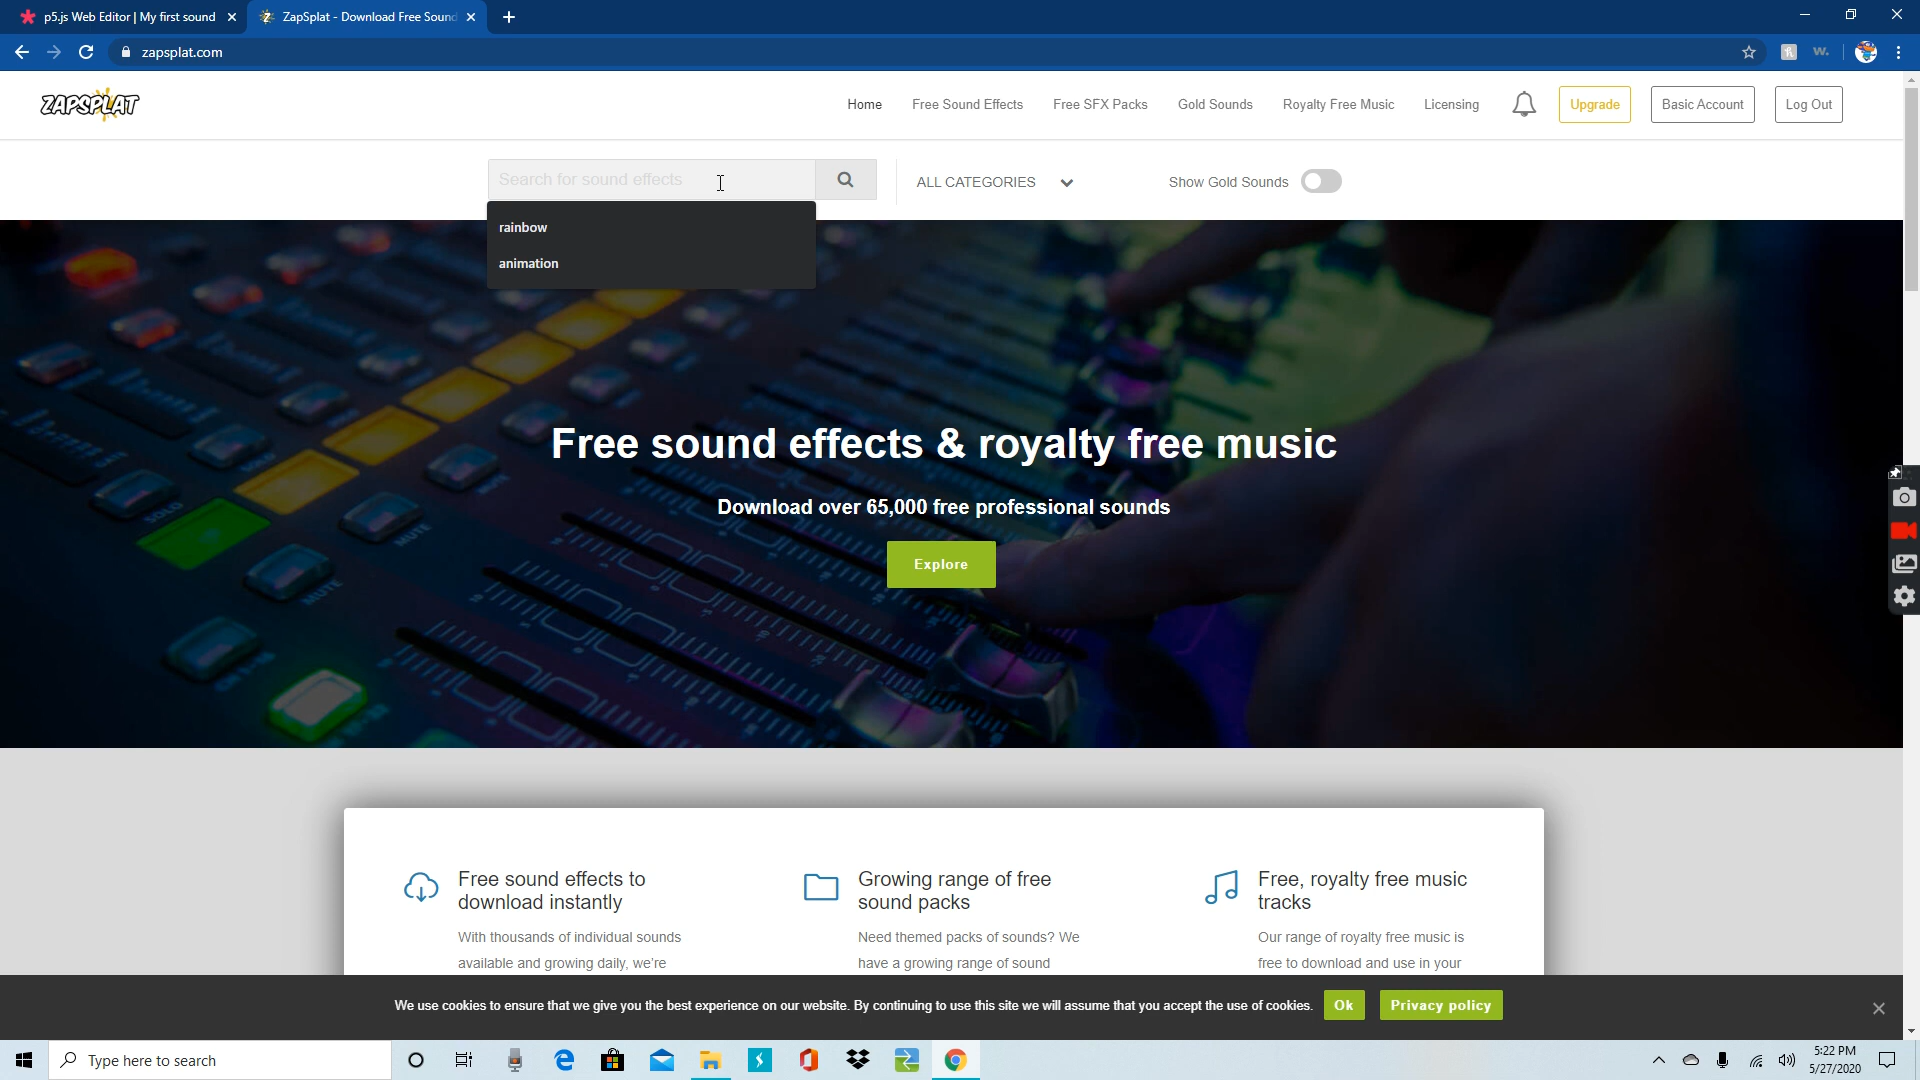 p5.js Web Editor | My first sound
ZapSplat - Download Free Sound
zapsplat.com
w.
ZAPSPLAT
Home
Free Sound Effects
Free SFX Packs
Gold Sounds
Royalty Free Music
Licensing
Upgrade
Basic Account
Log Out
Search for sound effects
ALL CATEGORIES
Show Gold Sounds
rainbow
animation
SOLO
SOLO
MUTE
MUTE
Free sound effects & royalty free music
Download over 65,000 free professional sounds
Explore
Free sound effects to
download instantly
With thousands of individual sounds
available and growing daily, we're
Growing range of free
sound packs
Need themed packs of sounds? We
have a growing range of sound
Free, royalty free music
tracks
Our range of royalty free music is
free to download and use in your
We use cookies to ensure that we give you the best experience on our website. By continuing to use this site we will assume that you accept the use of cookies.
Ok
Privacy policy
Type here to search
5:22 PM
5/27/2020